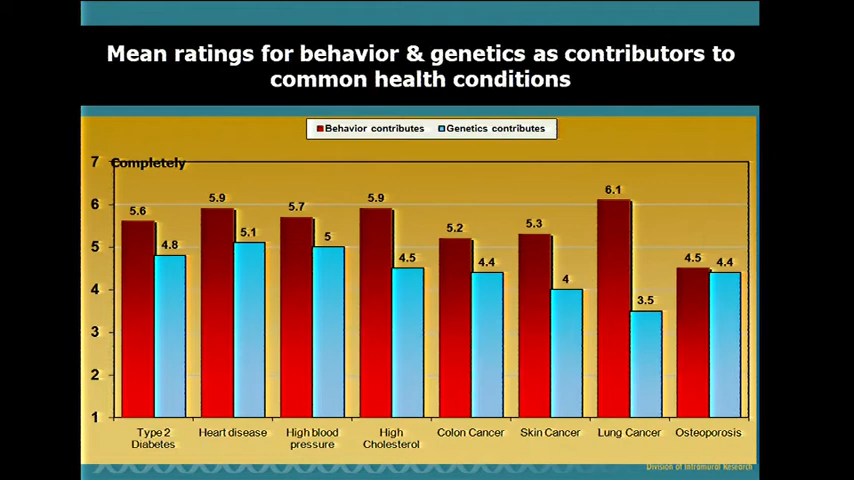 Mean ratings for behavior & genetics as contributors to
common health conditions
Behavior contributes Genetics contributes
7 Completely
6
5
4
3
2
1
5.6 4.8 5.9 5.1 5.7 5 5.9 4.5 5.2 4.4 5.3 4 6.1 3.5 4.5 4.4
Type 2
Diabetes
Heart disease
High blood
pressure
High
Cholesterol
Colon Cancer
Skin Cancer
Lung Cancer
Osteoporosis
Division of Intramural Research